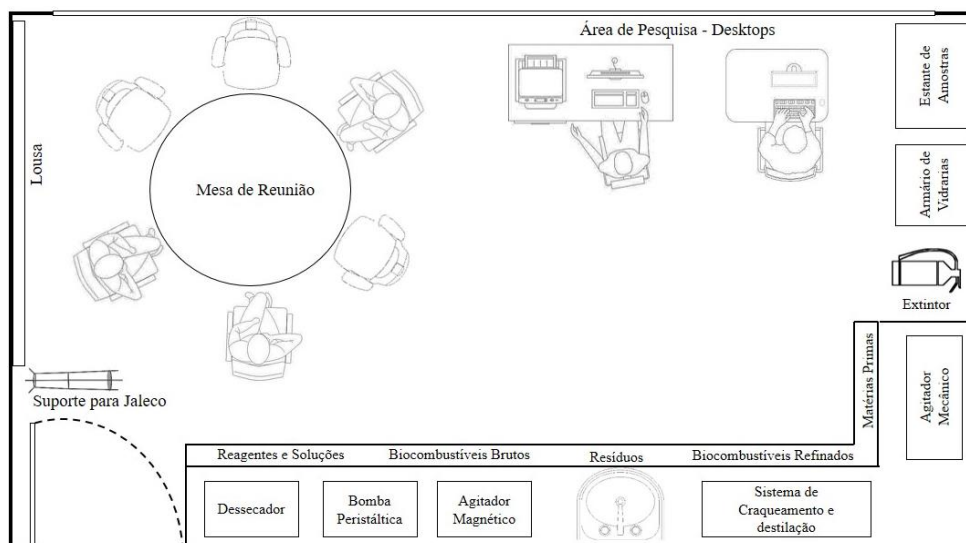 Área de Pesquisa - Desktops
Estante de
Amostras
Lousa
Mesa de Reunião
Armário de
Vidrarias
Extintor
Suporte para Jaleco
Matérias Primas
Agitador
Mecânico
Reagentes e Soluções
Biocombustíveis Brutos
Resíduos
Biocombustíveis Refinados
Dessecador
Bomba
Peristáltica
Agitador
Magnético
Sistema de
Craqueamento e
destilação